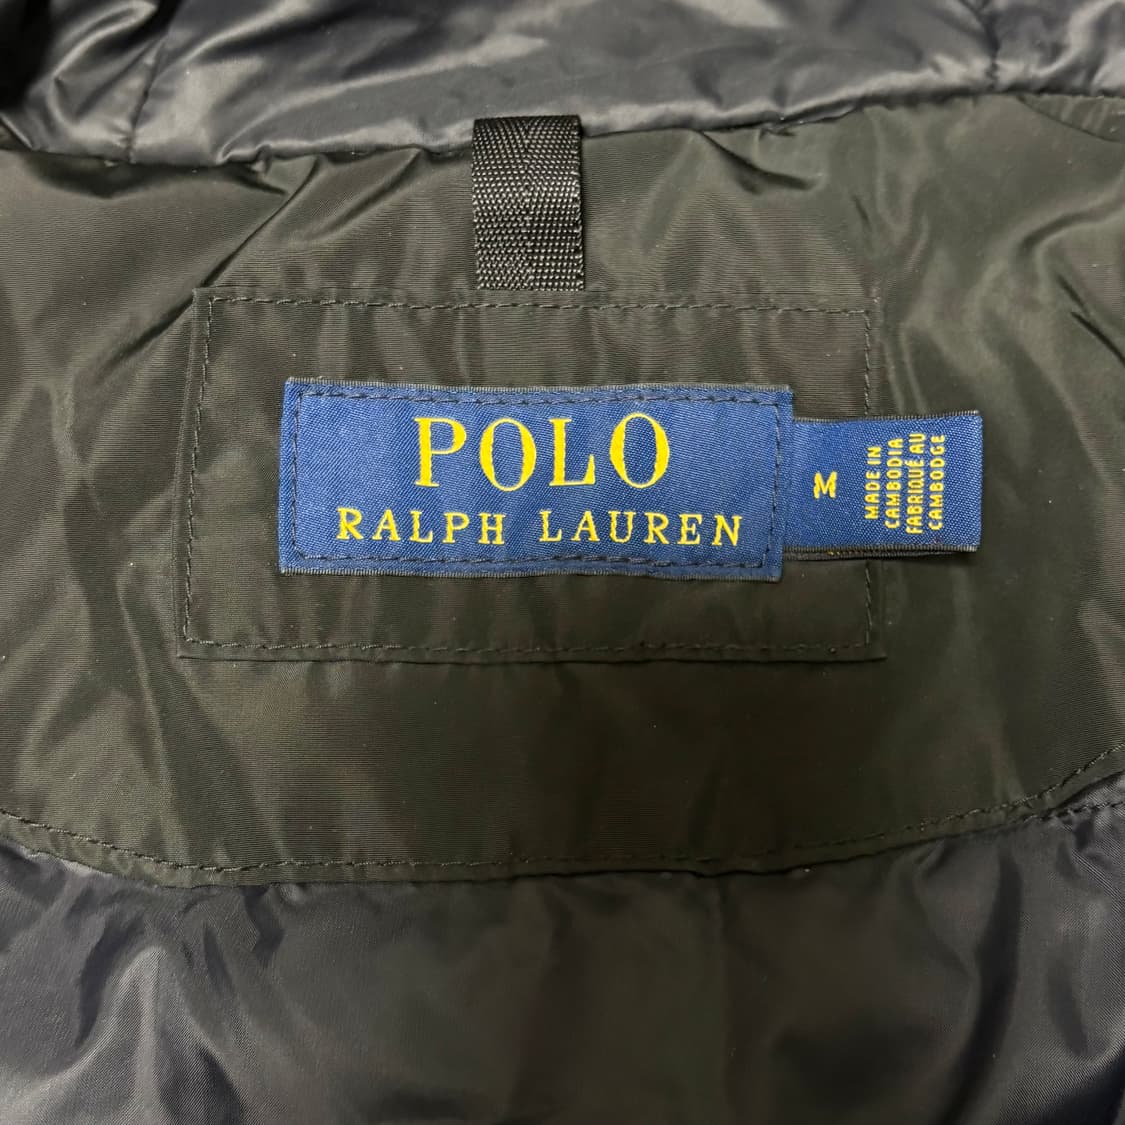 POLO
RALPH LAUREN
M
MADE IN
CAMBODIA
FABRIQUÉ AU
CAMBODGE